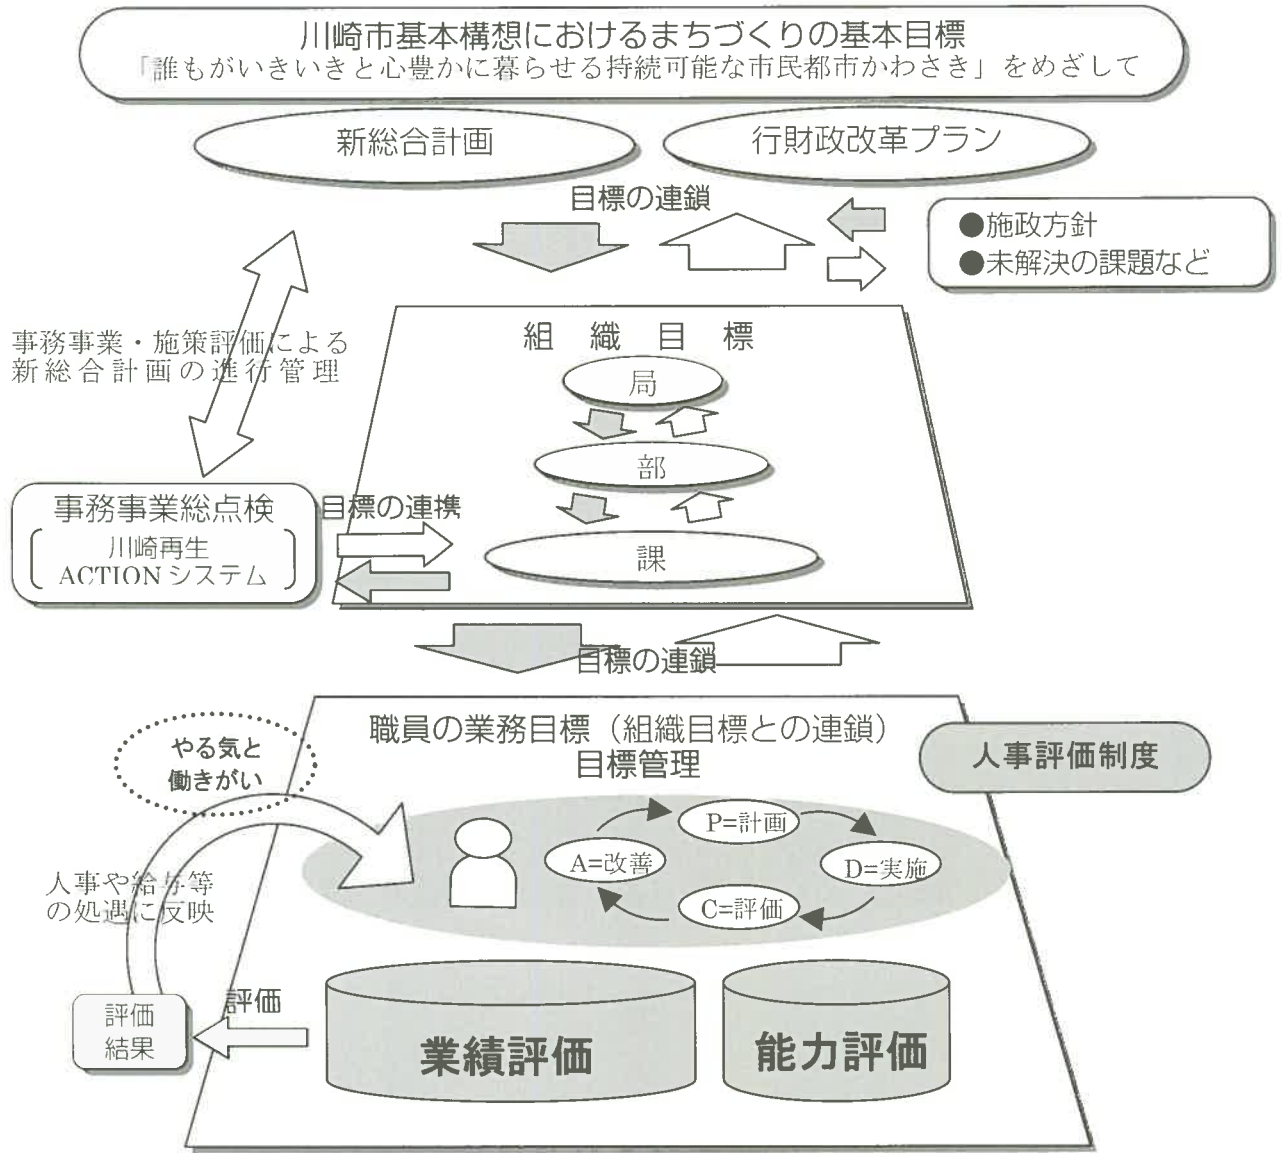 川崎市基本構想におけるまちづくりの基本目標
「誰もがいきいきと心豊かに暮らせる持続可能な市民都市かわさき」をめざして
新総合計画
行財政改革プラン
目標の連鎖
●施政方針
●未解決の課題など
事務事業・施策評価による
新総合計画の進行管理
組織目標
局
部
課
事務事業総点検
川崎再生
ACTIONシステム
目標の連携
目標の連鎖
職員の業務目標（組織目標との連鎖）
目標管理
人事評価制度
やる気と
働きがい
P=計画
A=改善
D=実施
C=評価
人事や給与等
の処遇に反映
評価
結果
評価
業績評価
能力評価